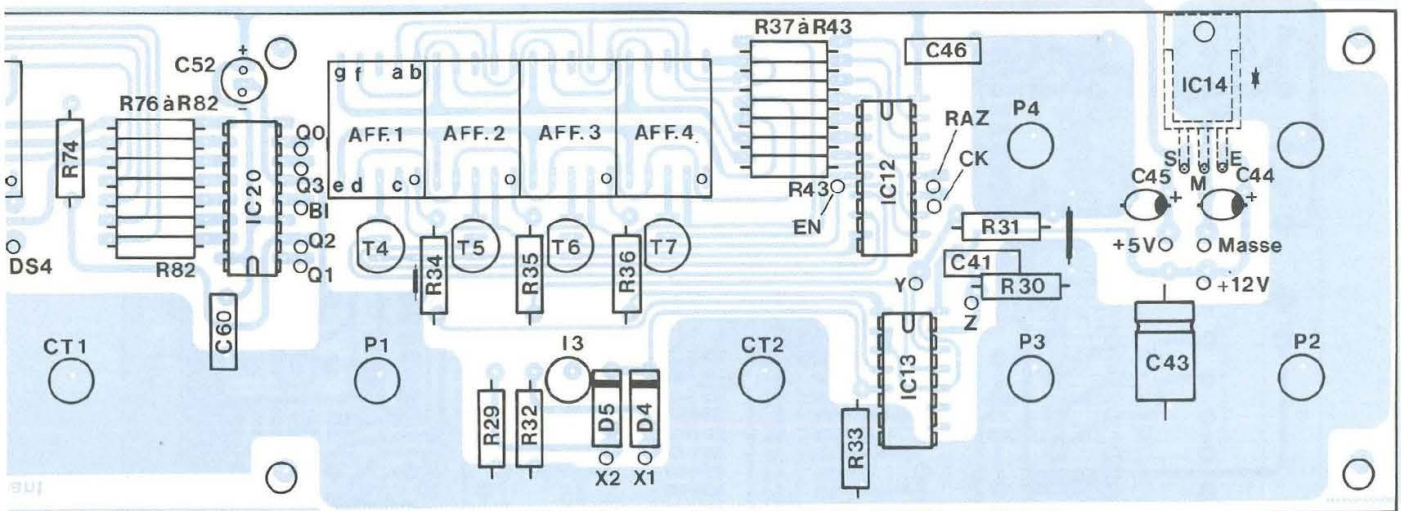 R37àR43
C46
C52
+
-
g f a b
IC14
R76àR82
P4
RAZ
AFF.1 AFF.2 AFF.3 AFF.4
Q0
R74
IC20
IC12
CK
S E
M
Q3
e d c
R43
C45 + C44 +
BI
EN
R31
DS4
Q2
T4 T5 T6 T7
+5V Masse
R82
Q1
R34 R35 R36
C41
Y
R30
+12V
Z
C60
CT1 P1 I3 CT2
IC13
P3
C43
P2
R29 R32 D5 D4
R33
X2 X1